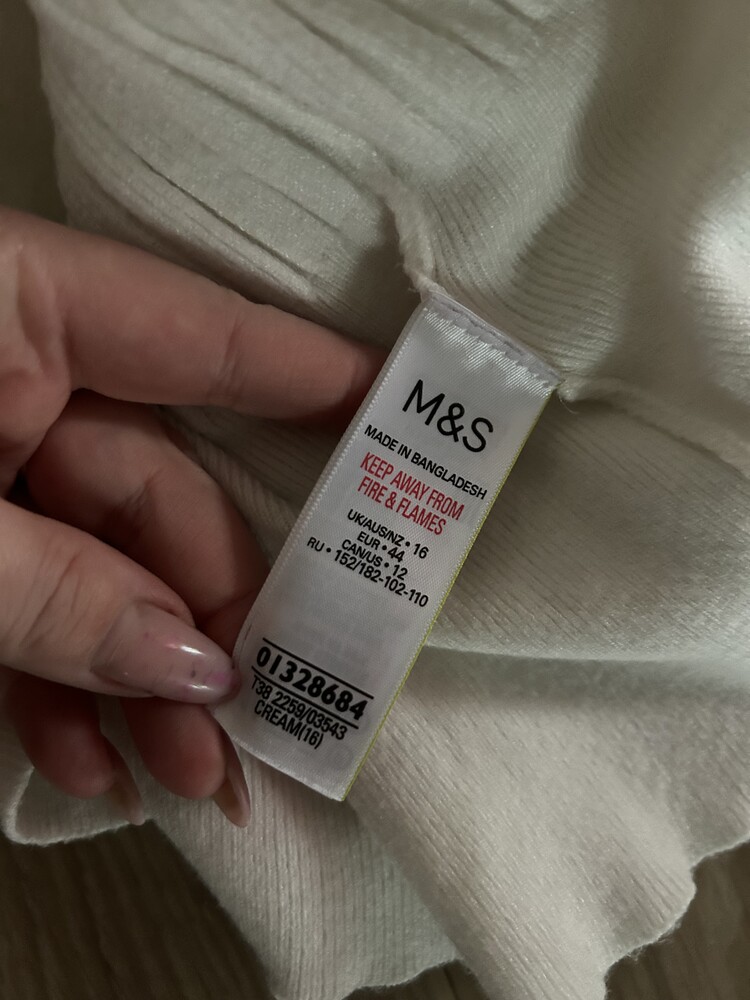 M&S
MADE IN BANGLADESH
KEEP AWAY FROM
FIRE & FLAMES
UK/AUS/NZ • 16
EUR • 44
CAN/US • 12
RU • 152/182-102-110
01328684
T38 2259/03543
CREAM(16)